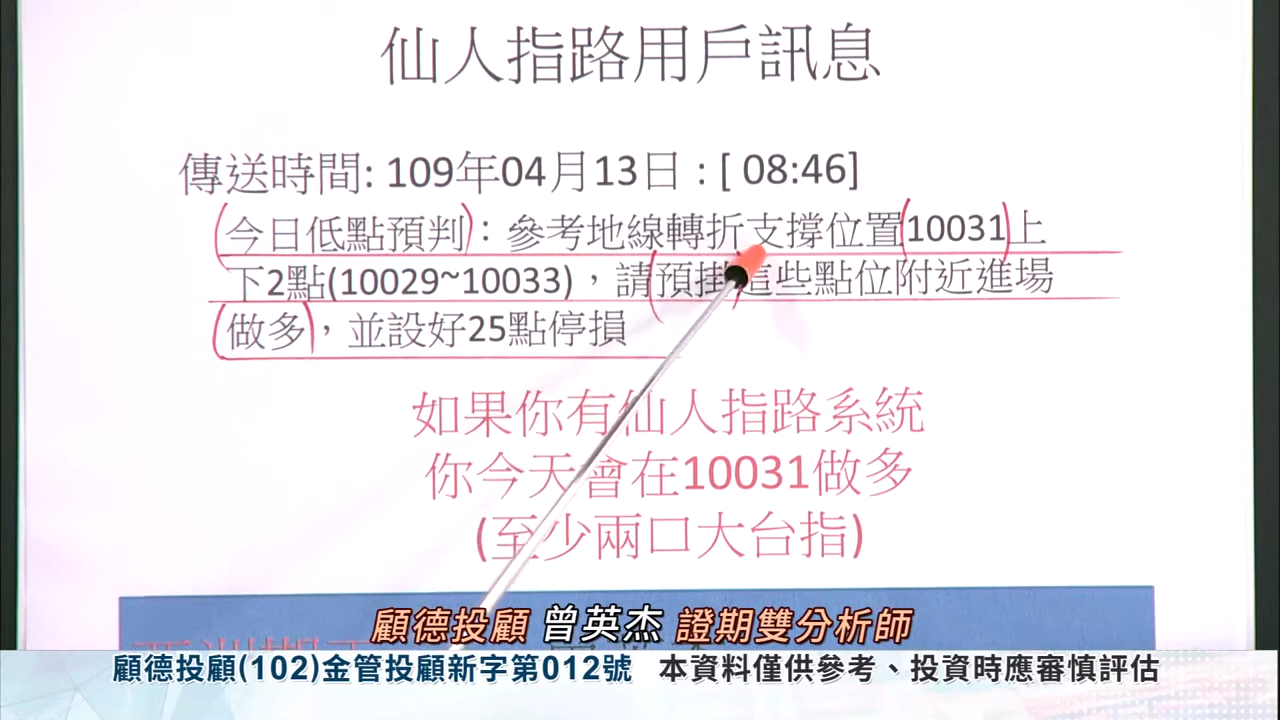 仙人指路用戶訊息
傳送時間: 109年04月13日 : [ 08:46]
今日低點預判：參考地線轉折支撐位置10031上
下2點(10029~10033)，請預掛這些點位附近進場
做多，並設好25點停損
如果你有仙人指路系統
你今天會在10031做多
(至少兩口大台指)
顧德投顧 曾英杰 證期雙分析師
顧德投顧(102)金管投顧新字第012號 本資料僅供參考、投資時應審慎評估